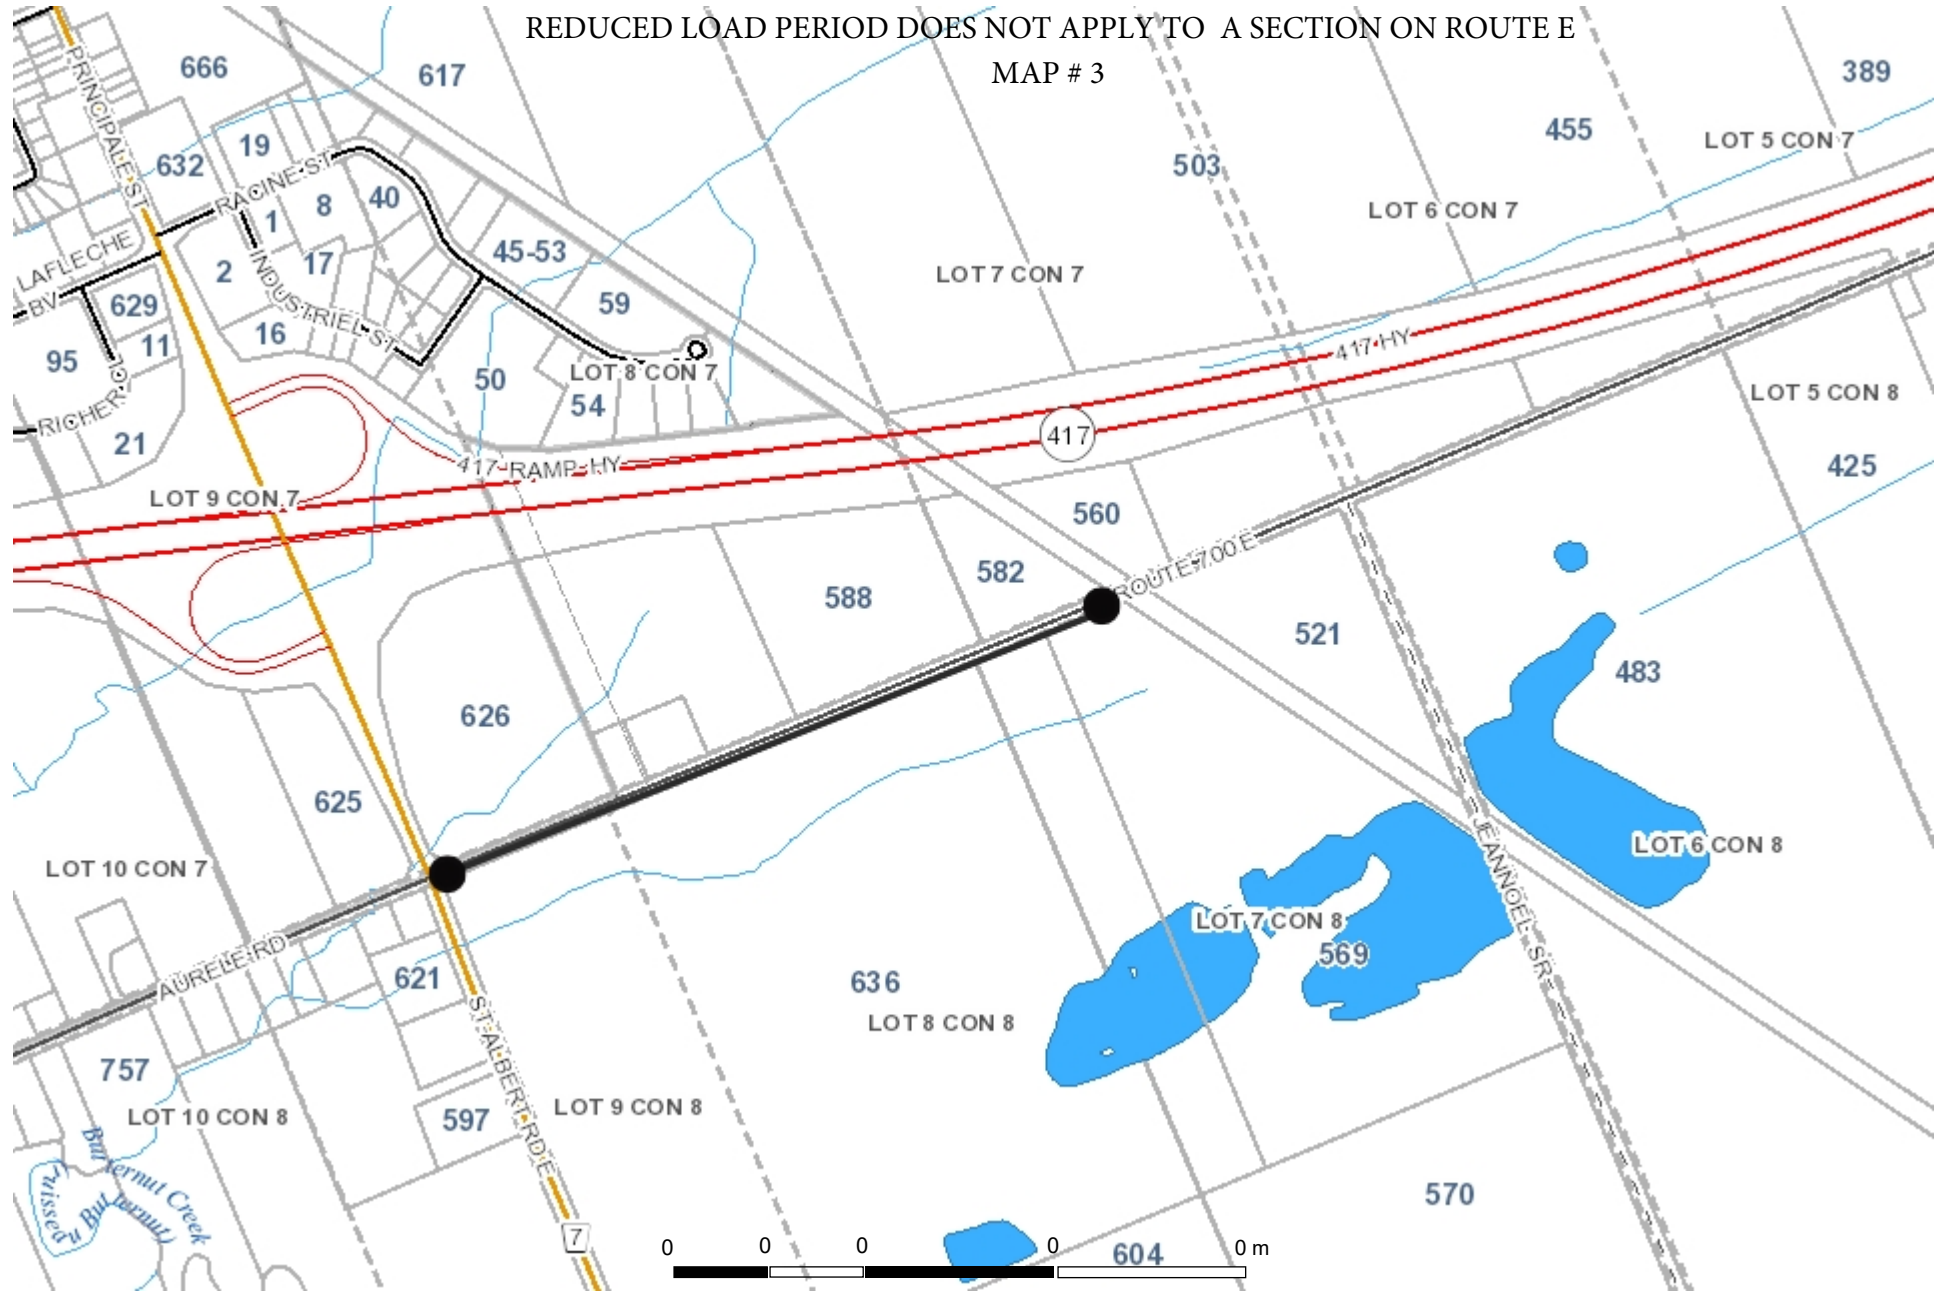 REDUCED LOAD PERIOD DOES NOT APPLY TO A SECTION ON ROUTE E
MAP # 3
PRINCIPALE ST
666
617
389
455
LOT 5 CON 7
19
632
503
RACINE ST
40
8
1
LOT 6 CON 7
LAFLECHE
BV
45-53
2
17
INDUSTRIEL ST
LOT 7 CON 7
629
59
16
11
417 HY
95
50
LOT 8 CON 7
54
RICHER
LOT 5 CON 8
21
417
417 RAMP HY
425
LOT 9 CON 7
560
ROUTE 700 E
582
588
521
483
626
625
LOT 10 CON 7
JEANNOEL SR
LOT 6 CON 8
LOT 7 CON 8
569
AURELE RD
621
636
LOT 8 CON 8
ST-ALBERT RD E
757
LOT 10 CON 8
597
LOT 9 CON 8
Butternut Creek
(ruisseau Butternut)
570
7
604
0 0 0 0 0 m